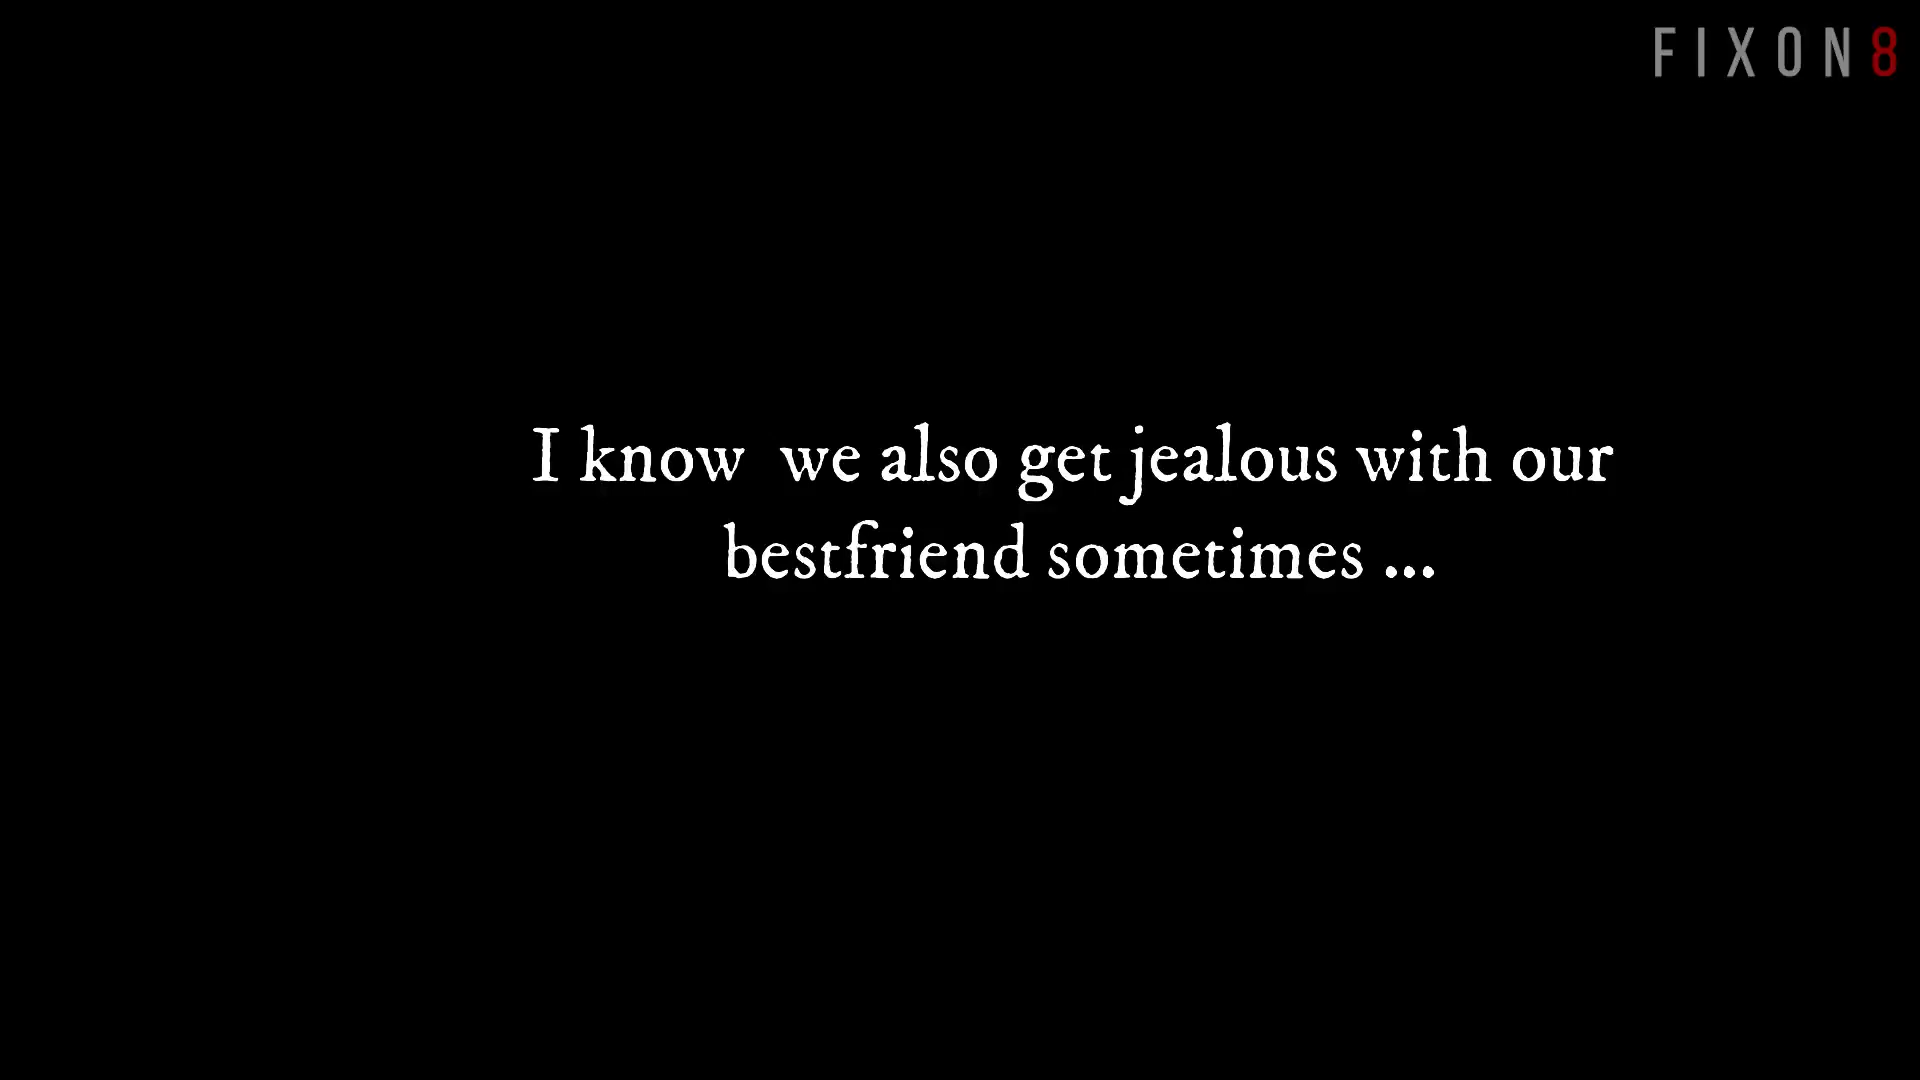 FIXON8
I know  we also get jealous with our
bestfriend sometimes ...